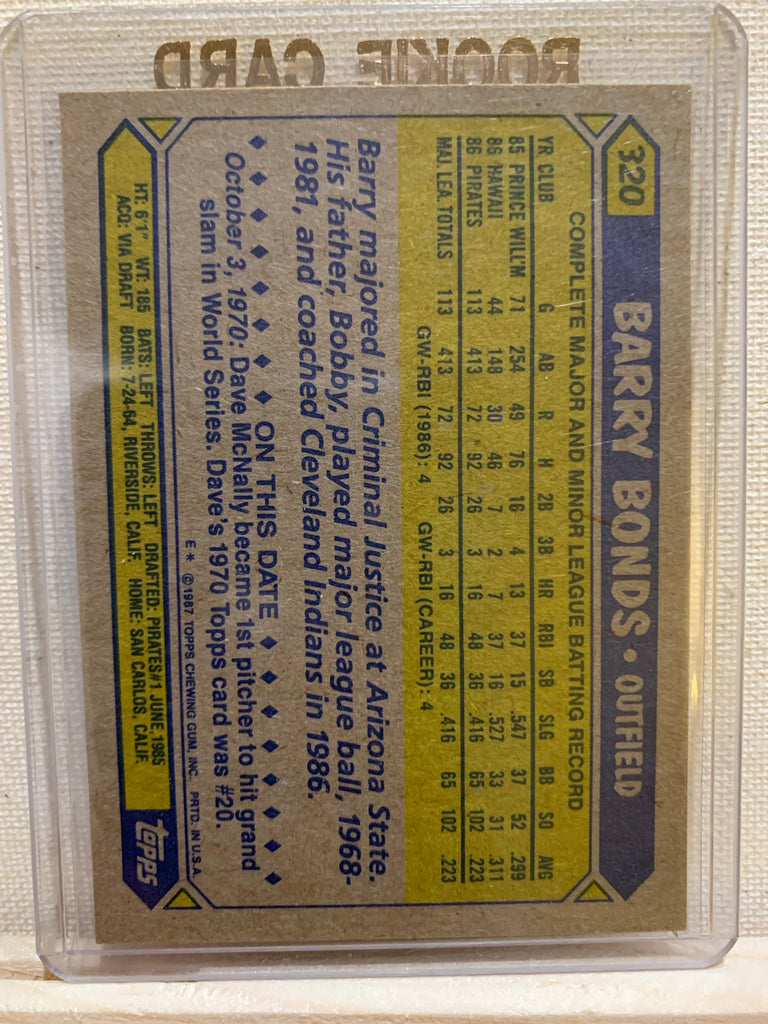 ROOKIE CARD
320
BARRY BONDS • OUTFIELD
COMPLETE MAJOR AND MINOR LEAGUE BATTING RECORD
YR CLUB G AB R H 2B 3B HR RBI SB SLG BB SO AVG
85 PRINCE WILL'M 71 254 49 76 16 4 13 37 15 .547 37 52 .299
86 HAWAII 44 148 30 46 7 2 7 37 16 .527 33 31 .311
86 PIRATES 113 413 72 92 26 3 16 48 36 .416 65 102 .223
MAJ. LEA. TOTALS 113 413 72 92 26 3 16 48 36 .416 65 102 .223
GW-RBI (1986): 4 GW-RBI (CAREER): 4
Barry majored in Criminal Justice at Arizona State.
His father, Bobby, played major league ball, 1968-
1981, and coached Cleveland Indians in 1986.
♦ ♦ ♦ ♦ ♦ ♦ ♦ ♦ ♦ ON THIS DATE ♦ ♦ ♦ ♦ ♦ ♦ ♦ ♦ ♦
October 3, 1970: Dave McNally became 1st pitcher to hit grand
slam in World Series. Dave's 1970 Topps card was #20.
E* © 1987 TOPPS CHEWING GUM, INC. PRTD. IN U.S.A.
HT: 6'1" WT: 185 BATS: LEFT THROWS: LEFT DRAFTED: PIRATES#1 JUNE, 1985
ACQ: VIA DRAFT BORN: 7-24-64, RIVERSIDE, CALIF. HOME: SAN CARLOS, CALIF.
topps